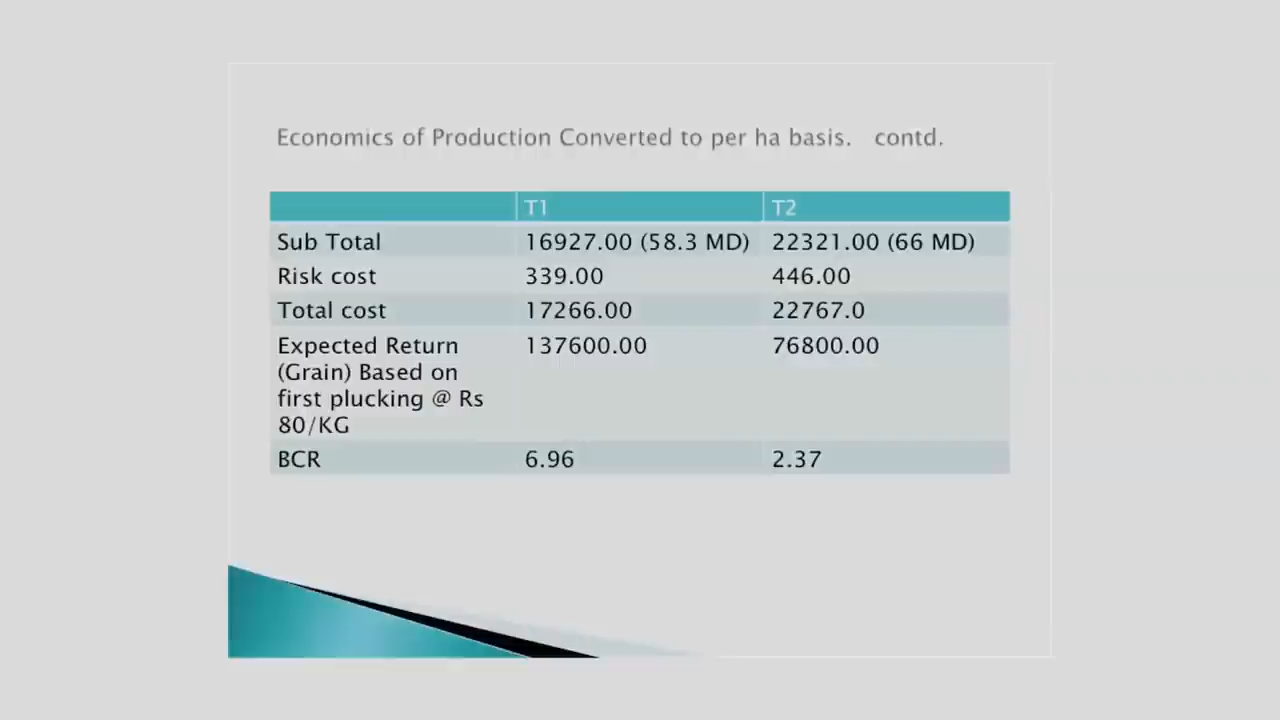 Economics of Production Converted to per ha basis. contd.
T1 T2
Sub Total 16927.00 (58.3 MD) 22321.00 (66 MD)
Risk cost 339.00 446.00
Total cost 17266.00 22767.0
Expected Return 137600.00 76800.00
(Grain) Based on
first plucking @ Rs
80/KG
BCR 6.96 2.37